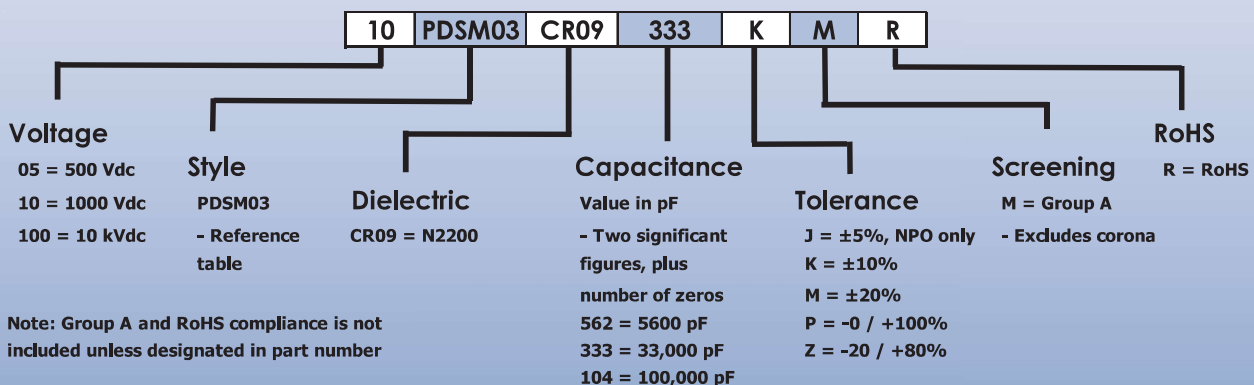 10 PDSM03 CR09 333 K M R
Voltage
05 = 500 Vdc
10 = 1000 Vdc
100 = 10 kVdc
Style
PDSM03
- Reference
table
Dielectric
CR09 = N2200
Capacitance
Value in pF
- Two significant
figures, plus
number of zeros
562 = 5600 pF
333 = 33,000 pF
104 = 100,000 pF
Tolerance
J = ±5%, NPO only
K = ±10%
M = ±20%
P = -0 / +100%
Z = -20 / +80%
Screening
M = Group A
- Excludes corona
RoHS
R = RoHS
Note: Group A and RoHS compliance is not
included unless designated in part number